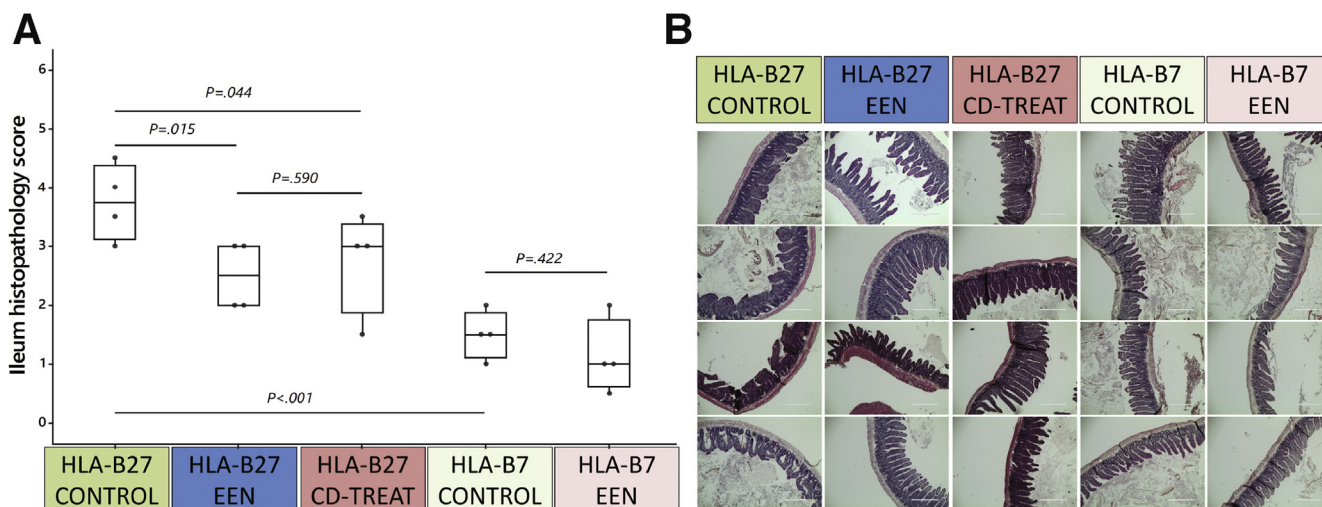 A
Ileum histopathology score
6
5
4
3
2
1
0
P=.044
P=.015
P=.590
P=.422
P<.001
HLA-B27
CONTROL
HLA-B27
EEN
HLA-B27
CD-TREAT
HLA-B7
CONTROL
HLA-B7
EEN
B
HLA-B27
CONTROL
HLA-B27
EEN
HLA-B27
CD-TREAT
HLA-B7
CONTROL
HLA-B7
EEN